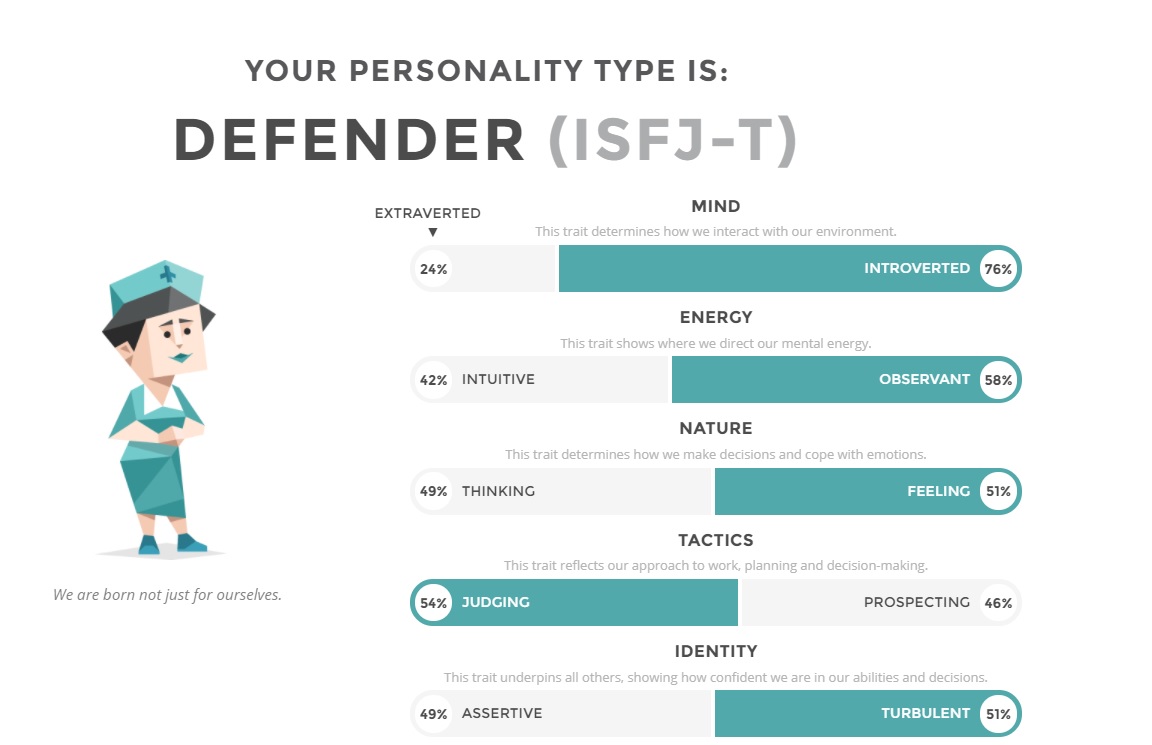 YOUR PERSONALITY TYPE IS:
DEFENDER (ISFJ-T)
MIND
EXTRAVERTED
This trait determines how we interact with our environment.
24% INTROVERTED 76%
ENERGY
This trait shows where we direct our mental energy.
42% INTUITIVE OBSERVANT 58%
NATURE
This trait determines how we make decisions and cope with emotions.
49% THINKING FEELING 51%
TACTICS
This trait reflects our approach to work, planning and decision-making.
54% JUDGING PROSPECTING 46%
IDENTITY
This trait underpins all others, showing how confident we are in our abilities and decisions.
49% ASSERTIVE TURBULENT 51%
We are born not just for ourselves.